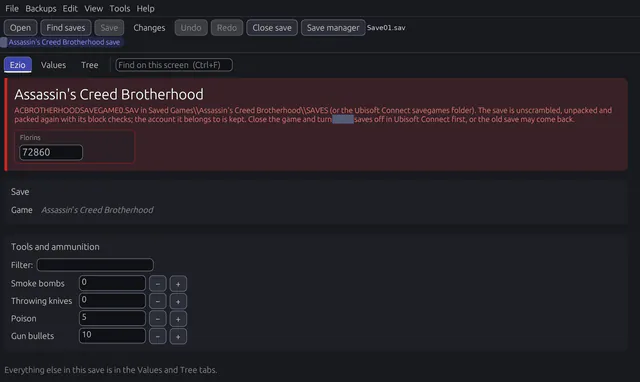 File Backups Edit View Tools Help
Open Find saves Save Changes Undo Redo Close save Save manager Save01.sav
Assassin's Creed Brotherhood save
Ezio Values Tree Find on this screen (Ctrl+F)
Assassin's Creed Brotherhood
ACBROTHERHOODSAVEGAME0.SAV in Saved Games\\Assassin's Creed Brotherhood\\SAVES (or the Ubisoft Connect savegames folder). The save is unscrambled, unpacked and
packed again with its block checks; the account it belongs to is kept. Close the game and turn saves off in Ubisoft Connect first, or the old save may come back.
Florins
72860
Save
Game Assassin's Creed Brotherhood
Tools and ammunition
Filter:
Smoke bombs 0 - +
Throwing knives 0 - +
Poison 5 - +
Gun bullets 10 - +
Everything else in this save is in the Values and Tree tabs.